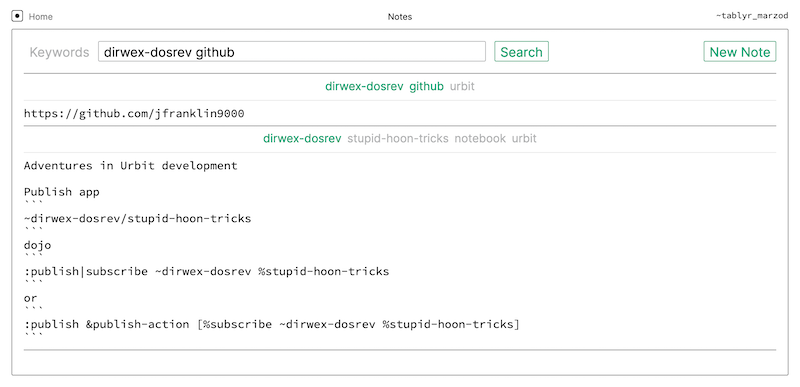 Home
Notes
~tablyr_marzod
Keywords dirwex-dosrev github Search New Note
dirwex-dosrev github urbit
https://github.com/jfranklin9000
dirwex-dosrev stupid-hoon-tricks notebook urbit
Adventures in Urbit development
Publish app
```
~dirwex-dosrev/stupid-hoon-tricks
```
dojo
```
:publish|subscribe ~dirwex-dosrev %stupid-hoon-tricks
```
or
```
:publish &publish-action [%subscribe ~dirwex-dosrev %stupid-hoon-tricks]
```